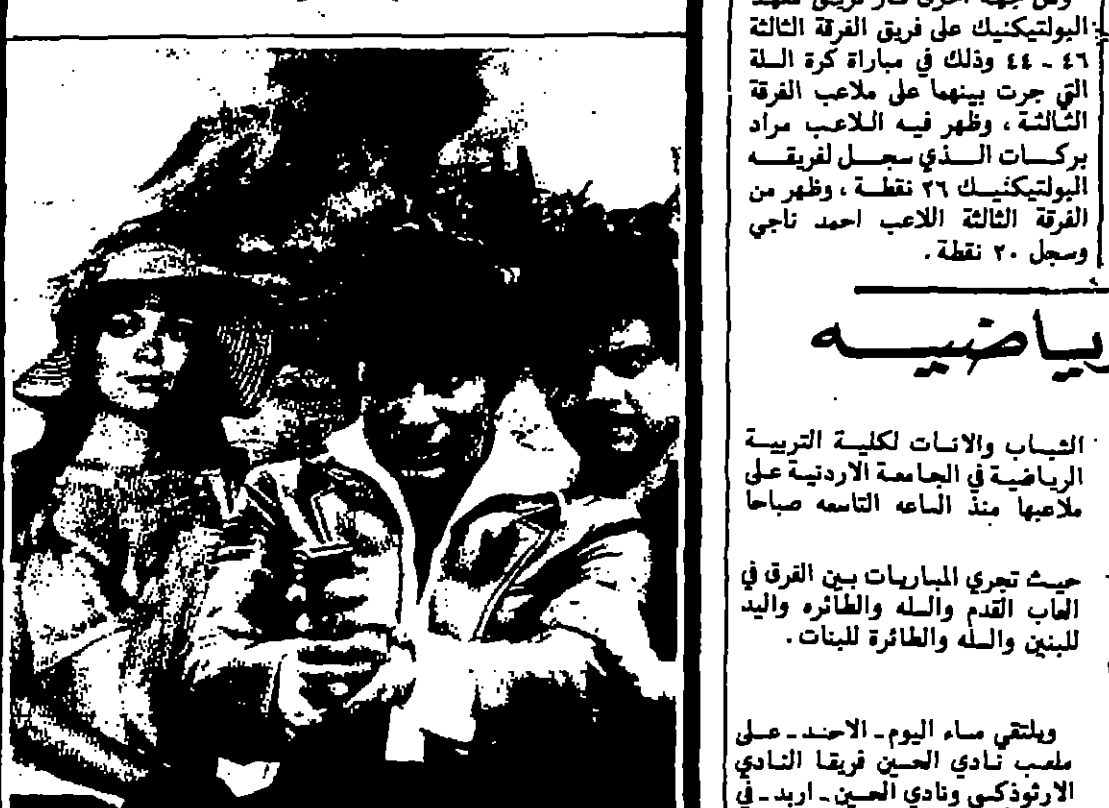 البولتيكنيك على فريق الفرقة الثالثة
٤٦ - ٤٤ وذلك في مباراة كرة السلة
التي جرت بينهما على ملاعب الفرقة
الثالثة ، وظهر فيه اللاعب مراد
بركات الذي سجل لفريقه
البولتيكنيك ٢٦ نقطة ، وظهر من
الفرقة الثالثة اللاعب احمد ناجي
وسجل ٢٠ نقطة .
رياضيه
الشباب والانسات لكلية التربية
الرياضية في الجامعة الاردنية على
ملاعبها منذ الساعه التاسعه صباحا
حيث تجري المباريات بين الفرق في
العاب القدم والسله والطائره واليد
للبنين والسله والطائرة للبنات .
ويلتقي مساء اليوم - الاحد - على
ملعب نادي الحسين فريقا النادي
الارثوذكسي ونادي الحسين - اربد - في